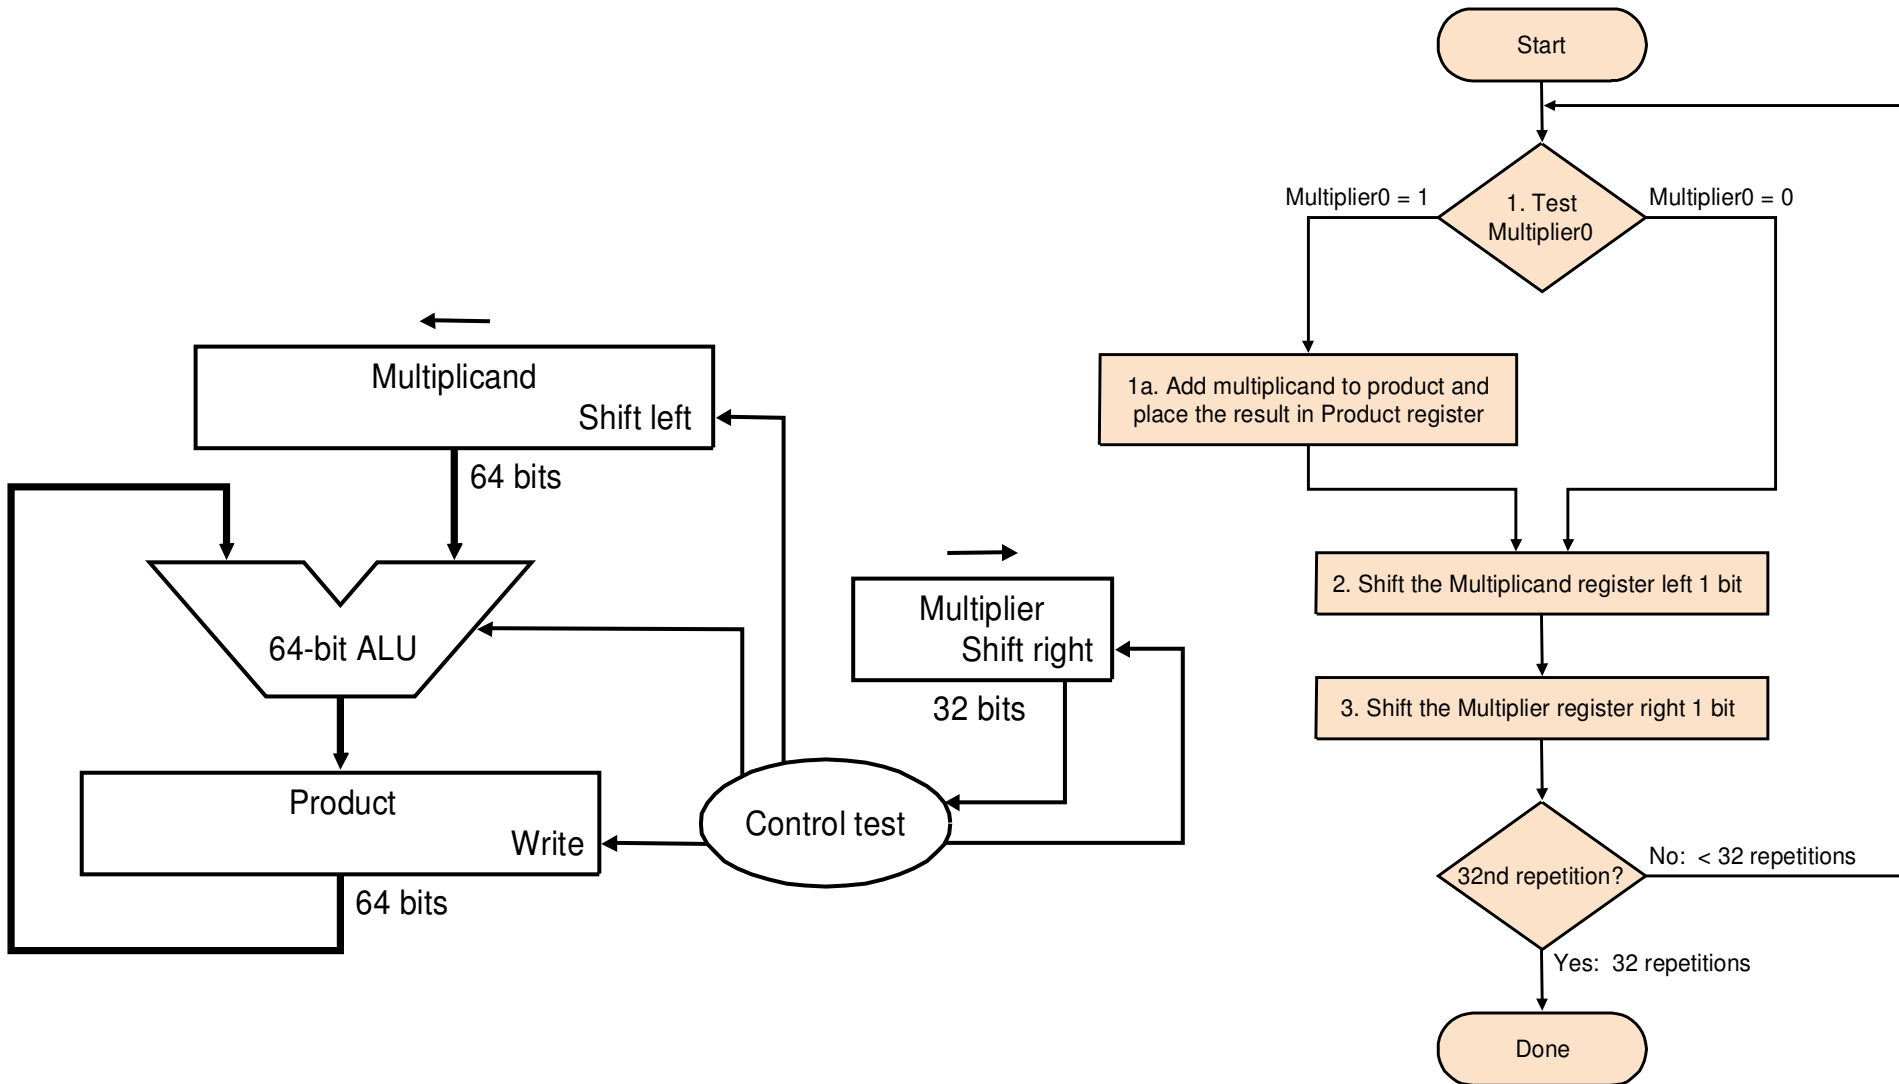 Multiplicand
Shift left
64 bits
64-bit ALU
Product
Write
64 bits
Multiplier
Shift right
32 bits
Control test
Start
Multiplier0 = 1
1. Test
Multiplier0
Multiplier0 = 0
1a. Add multiplicand to product and
place the result in Product register
2. Shift the Multiplicand register left 1 bit
3. Shift the Multiplier register right 1 bit
32nd repetition?
No:  < 32 repetitions
Yes:  32 repetitions
Done